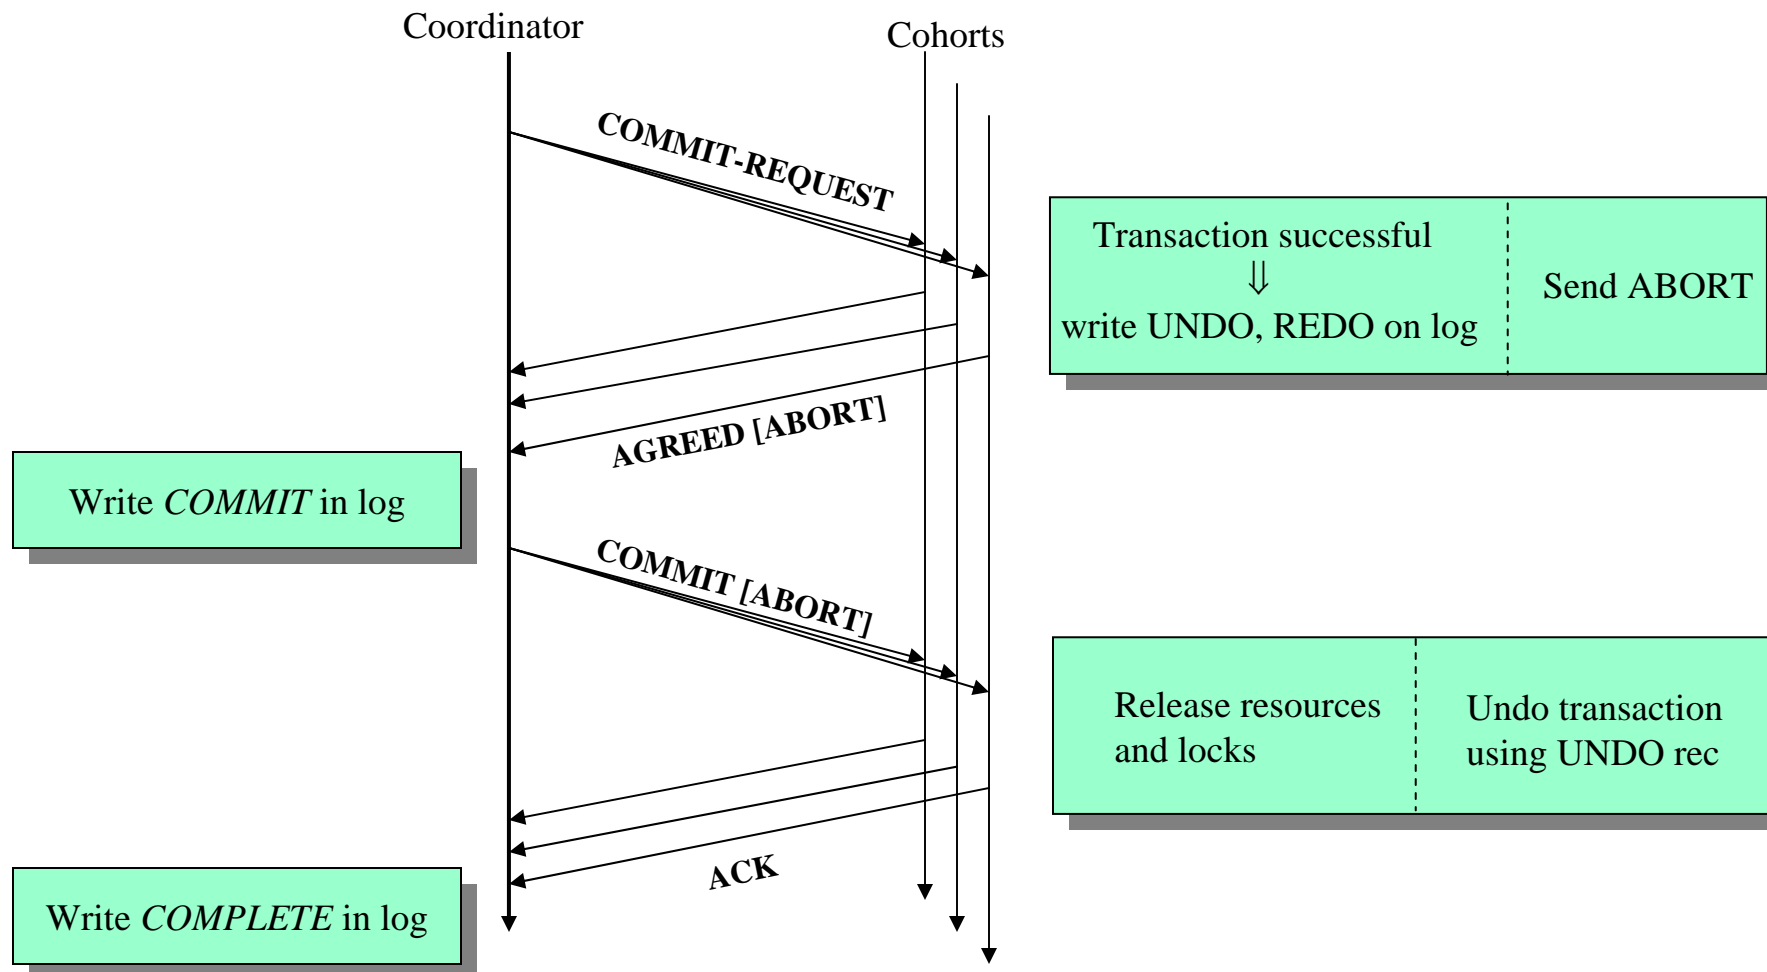 Coordinator
Cohorts
COMMIT-REQUEST
Transaction successful
⇓
write UNDO, REDO on log
Send ABORT
AGREED [ABORT]
Write COMMIT in log
COMMIT [ABORT]
Release resources
and locks
Undo transaction
using UNDO rec
ACK
Write COMPLETE in log